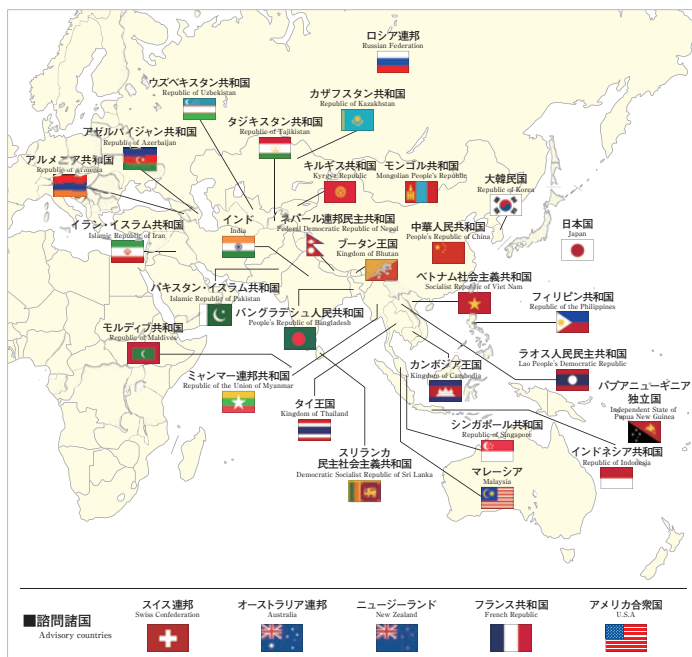 ロシア連邦
Russian Federation
ウズベキスタン共和国
Republic of Uzbekistan
カザフスタン共和国
Republic of Kazakhstan
タジキスタン共和国
Republic of Tajikistan
アゼルバイジャン共和国
Republic of Azerbaijan
アルメニア共和国
Republic of Armenia
キルギス共和国
Kyrgyz Republic
モンゴル共和国
Mongolian People's Republic
大韓民国
Republic of Korea
イラン・イスラム共和国
Islamic Republic of Iran
インド
India
ネパール連邦民主共和国
Federal Democratic Republic of Nepal
中華人民共和国
People's Republic of China
日本国
Japan
ブータン王国
Kingdom of Bhutan
パキスタン・イスラム共和国
Islamic Republic of Pakistan
ベトナム社会主義共和国
Socialist Republic of Viet Nam
フィリピン共和国
Republic of the Philippines
バングラデシュ人民共和国
People's Republic of Bangladesh
モルディブ共和国
Republic of Maldives
ラオス人民民主共和国
Lao People's Democratic Republic
カンボジア王国
Kingdom of Cambodia
ミャンマー連邦共和国
Republic of the Union of Myanmar
パプアニューギニア
独立国
Independent State of
Papua New Guinea
タイ王国
Kingdom of Thailand
シンガポール共和国
Republic of Singapore
スリランカ
民主社会主義共和国
Democratic Socialist Republic of Sri Lanka
インドネシア共和国
Republic of Indonesia
マレーシア
Malaysia
■諮問諸国
Advisory countries
スイス連邦
Swiss Confederation
オーストラリア連邦
Australia
ニュージーランド
New Zealand
フランス共和国
French Republic
アメリカ合衆国
U.S.A